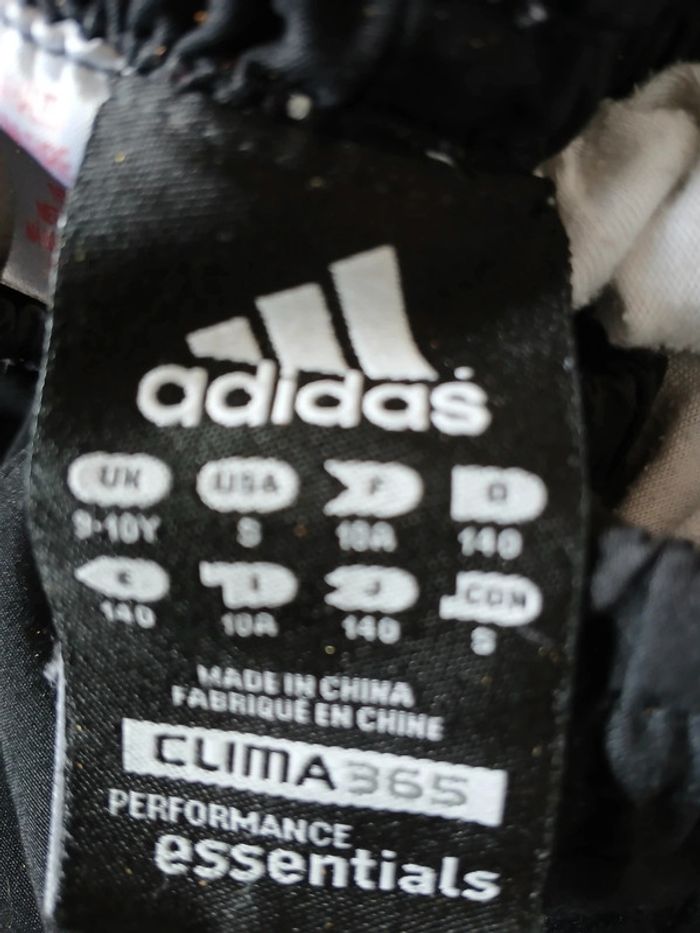 adidas
UK USA F D
9-10Y S 10A 140
E I J CDN
140 10A 140 S
MADE IN CHINA
FABRIQUÉ EN CHINE
CLIMA365
PERFORMANCE
essentials